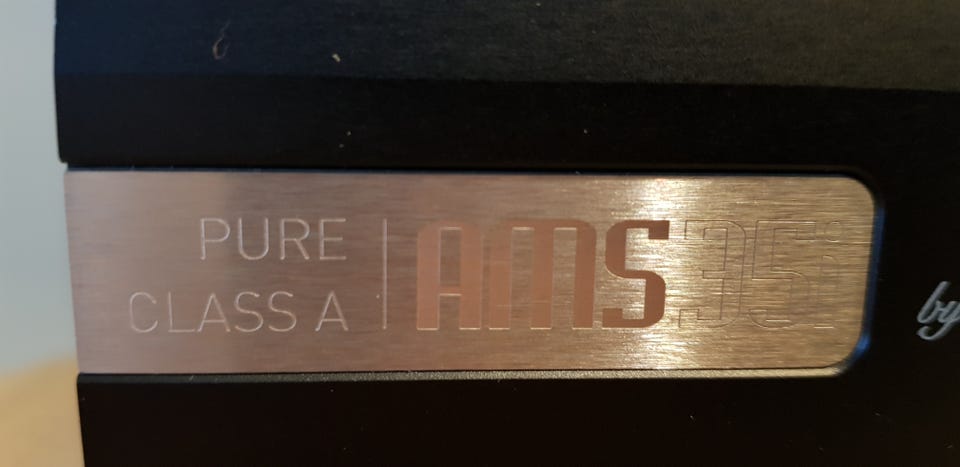 PURE
CLASS A
AMS35i
by